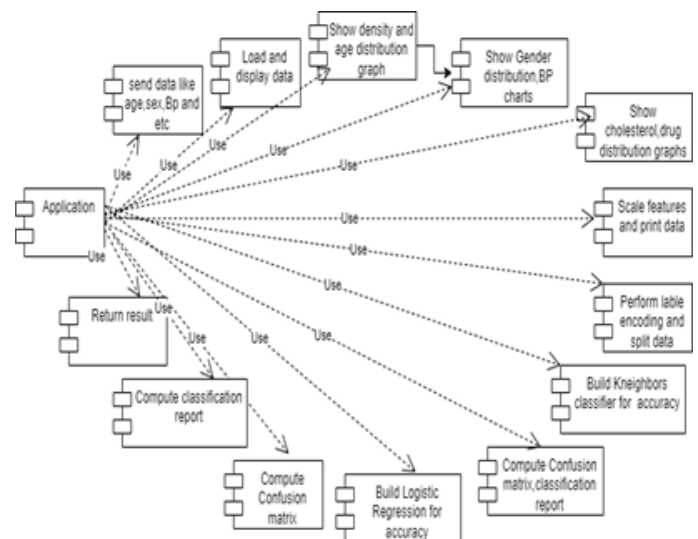 Show density and
age distribution
graph
Load and
display data
Show Gender
distribution,BP
charts
send data like
age,sex,Bp and
etc
Show
cholesterol,drug
distribution graphs
Use
Use
Use
Use
Use
Application
Use
Scale features
and print data
Use
Use
Use
Perform lable
encoding and
split data
Return result
Use
Use
Use
Use
Build Kneighbors
classifier for accuracy
Compute classification
report
Compute Confusion
matrix,classification
report
Compute
Confusion
matrix
Build Logistic
Regression for
accuracy